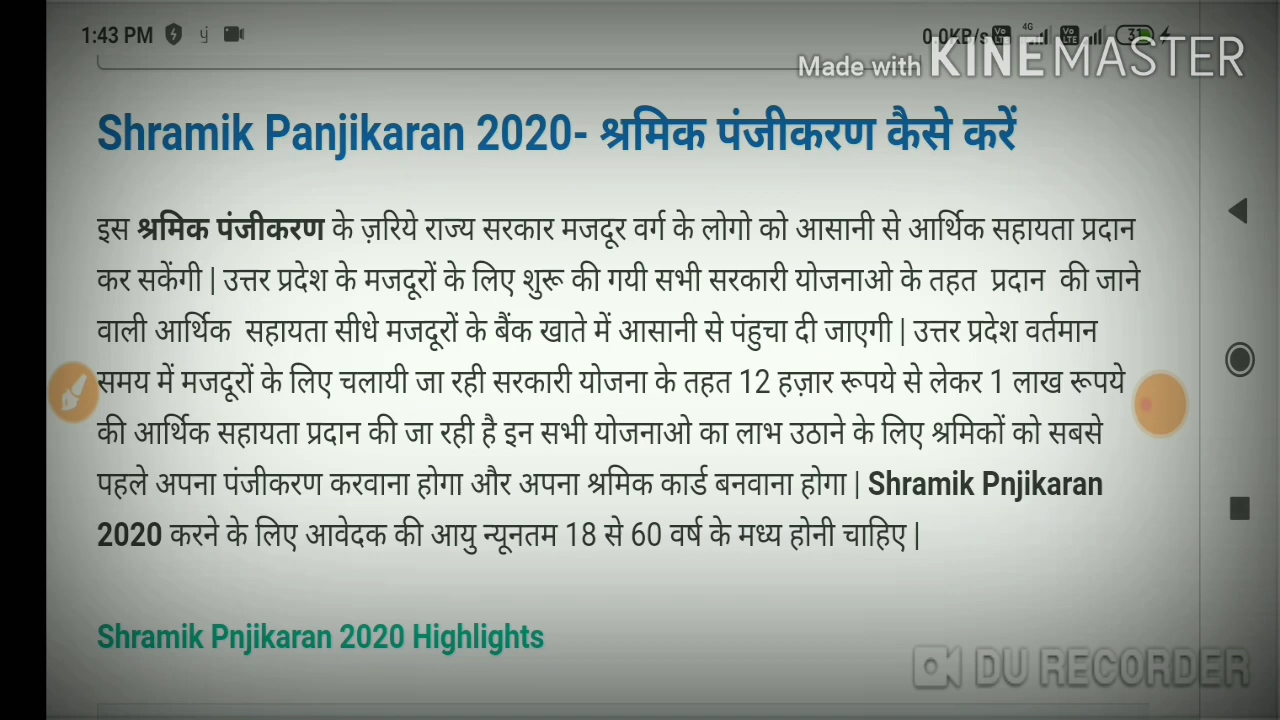 1:43 PM
0.0KB/s 4G 31
Made with KINEMASTER
Shramik Panjikaran 2020- श्रमिक पंजीकरण कैसे करें
इस श्रमिक पंजीकरण के ज़रिये राज्य सरकार मजदूर वर्ग के लोगो को आसानी से आर्थिक सहायता प्रदान
कर सकेंगी | उत्तर प्रदेश के मजदूरों के लिए शुरू की गयी सभी सरकारी योजनाओ के तहत प्रदान की जाने
वाली आर्थिक सहायता सीधे मजदूरों के बैंक खाते में आसानी से पंहुचा दी जाएगी | उत्तर प्रदेश वर्तमान
समय में मजदूरों के लिए चलायी जा रही सरकारी योजना के तहत 12 हज़ार रूपये से लेकर 1 लाख रूपये
की आर्थिक सहायता प्रदान की जा रही है इन सभी योजनाओ का लाभ उठाने के लिए श्रमिकों को सबसे
पहले अपना पंजीकरण करवाना होगा और अपना श्रमिक कार्ड बनवाना होगा | Shramik Pnjikaran
2020 करने के लिए आवेदक की आयु न्यूनतम 18 से 60 वर्ष के मध्य होनी चाहिए |
Shramik Pnjikaran 2020 Highlights
DU RECORDER